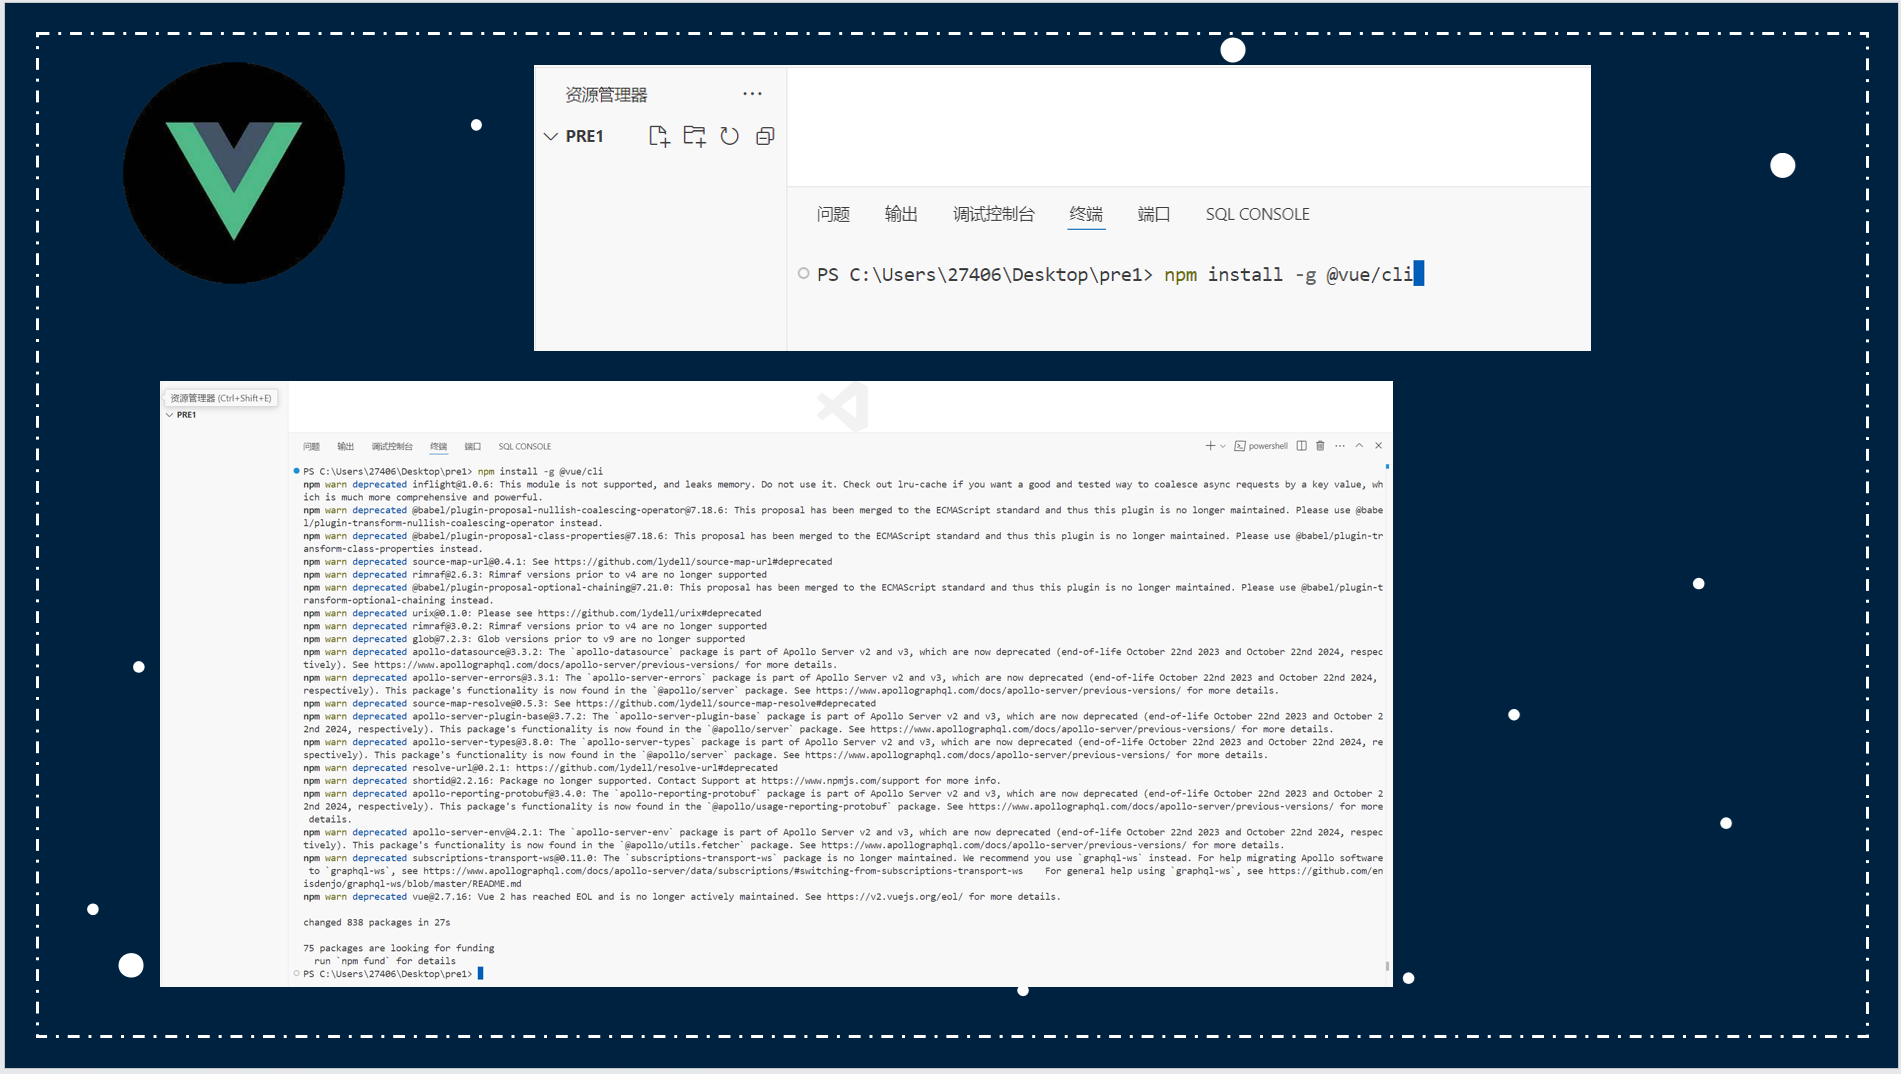 资源管理器 ···
PRE1
问题 输出 调试控制台 终端 端口 SQL CONSOLE
PS C:\Users\27406\Desktop\pre1> npm install -g @vue/cli
资源管理器 (Ctrl+Shift+E)
PRE1
问题 输出 调试控制台 终端 端口 SQL CONSOLE
powershell
PS C:\Users\27406\Desktop\pre1> npm install -g @vue/cli
npm warn deprecated inflight@1.0.6: This module is not supported, and leaks memory. Do not use it. Check out lru-cache if you want a good and tested way to coalesce async requests by a key value, wh
ich is much more comprehensive and powerful.
npm warn deprecated @babel/plugin-proposal-nullish-coalescing-operator@7.18.6: This proposal has been merged to the ECMAScript standard and thus this plugin is no longer maintained. Please use @babe
l/plugin-transform-nullish-coalescing-operator instead.
npm warn deprecated @babel/plugin-proposal-class-properties@7.18.6: This proposal has been merged to the ECMAScript standard and thus this plugin is no longer maintained. Please use @babel/plugin-tr
ansform-class-properties instead.
npm warn deprecated source-map-url@0.4.1: See https://github.com/lydell/source-map-url#deprecated
npm warn deprecated rimraf@2.6.3: Rimraf versions prior to v4 are no longer supported
npm warn deprecated @babel/plugin-proposal-optional-chaining@7.21.0: This proposal has been merged to the ECMAScript standard and thus this plugin is no longer maintained. Please use @babel/plugin-t
ransform-optional-chaining instead.
npm warn deprecated urix@0.1.0: Please see https://github.com/lydell/urix#deprecated
npm warn deprecated rimraf@3.0.2: Rimraf versions prior to v4 are no longer supported
npm warn deprecated glob@7.2.3: Glob versions prior to v9 are no longer supported
npm warn deprecated apollo-datasource@3.3.2: The `apollo-datasource` package is part of Apollo Server v2 and v3, which are now deprecated (end-of-life October 22nd 2023 and October 22nd 2024, respec
tively). See https://www.apollographql.com/docs/apollo-server/previous-versions/ for more details.
npm warn deprecated apollo-server-errors@3.3.1: The `apollo-server-errors` package is part of Apollo Server v2 and v3, which are now deprecated (end-of-life October 22nd 2023 and October 22nd 2024,
respectively). This package's functionality is now found in the `@apollo/server` package. See https://www.apollographql.com/docs/apollo-server/previous-versions/ for more details.
npm warn deprecated source-map-resolve@0.5.3: See https://github.com/lydell/source-map-resolve#deprecated
npm warn deprecated apollo-server-plugin-base@3.7.2: The `apollo-server-plugin-base` package is part of Apollo Server v2 and v3, which are now deprecated (end-of-life October 22nd 2023 and October 2
2nd 2024, respectively). This package's functionality is now found in the `@apollo/server` package. See https://www.apollographql.com/docs/apollo-server/previous-versions/ for more details.
npm warn deprecated apollo-server-types@3.8.0: The `apollo-server-types` package is part of Apollo Server v2 and v3, which are now deprecated (end-of-life October 22nd 2023 and October 22nd 2024, re
spectively). This package's functionality is now found in the `@apollo/server` package. See https://www.apollographql.com/docs/apollo-server/previous-versions/ for more details.
npm warn deprecated resolve-url@0.2.1: https://github.com/lydell/resolve-url#deprecated
npm warn deprecated shortid@2.2.16: Package no longer supported. Contact Support at https://www.npmjs.com/support for more info.
npm warn deprecated apollo-reporting-protobuf@3.4.0: The `apollo-reporting-protobuf` package is part of Apollo Server v2 and v3, which are now deprecated (end-of-life October 22nd 2023 and October 2
2nd 2024, respectively). This package's functionality is now found in the `@apollo/usage-reporting-protobuf` package. See https://www.apollographql.com/docs/apollo-server/previous-versions/ for more
details.
npm warn deprecated apollo-server-env@4.2.1: The `apollo-server-env` package is part of Apollo Server v2 and v3, which are now deprecated (end-of-life October 22nd 2023 and October 22nd 2024, respec
tively). This package's functionality is now found in the `@apollo/utils.fetcher` package. See https://www.apollographql.com/docs/apollo-server/previous-versions/ for more details.
npm warn deprecated subscriptions-transport-ws@0.11.0: The `subscriptions-transport-ws` package is no longer maintained. We recommend you use `graphql-ws` instead. For help migrating Apollo software
to `graphql-ws`, see https://www.apollographql.com/docs/apollo-server/data/subscriptions/#switching-from-subscriptions-transport-ws    For general help using `graphql-ws`, see https://github.com/en
isdenjo/graphql-ws/blob/master/README.md
npm warn deprecated vue@2.7.16: Vue 2 has reached EOL and is no longer actively maintained. See https://v2.vuejs.org/eol/ for more details.
changed 838 packages in 27s
75 packages are looking for funding
run `npm fund` for details
PS C:\Users\27406\Desktop\pre1>